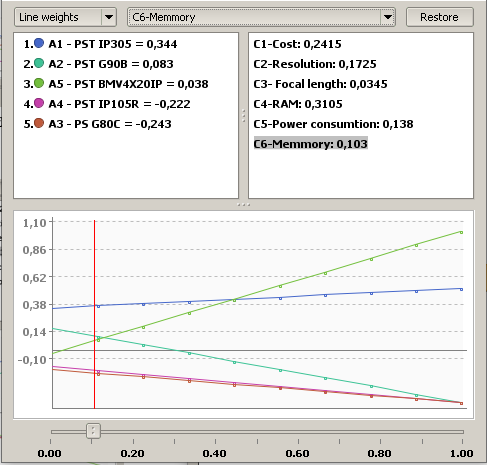 Line weights C6-Memmory Restore
1. A1 - PST IP305 = 0,344
2. A2 - PST G90B = 0,083
3. A5 - PST BMV4X20IP = 0,038
4. A4 - PST IP105R = -0,222
5. A3 - PS G80C = -0,243
C1-Cost: 0,2415
C2-Resolution: 0,1725
C3- Focal length: 0,0345
C4-RAM: 0,3105
C5-Power consumtion: 0,138
C6-Memmory: 0,103
1,10
0,86
0,62
0,38
0,14
-0,10
0.00 0.20 0.40 0.60 0.80 1.00